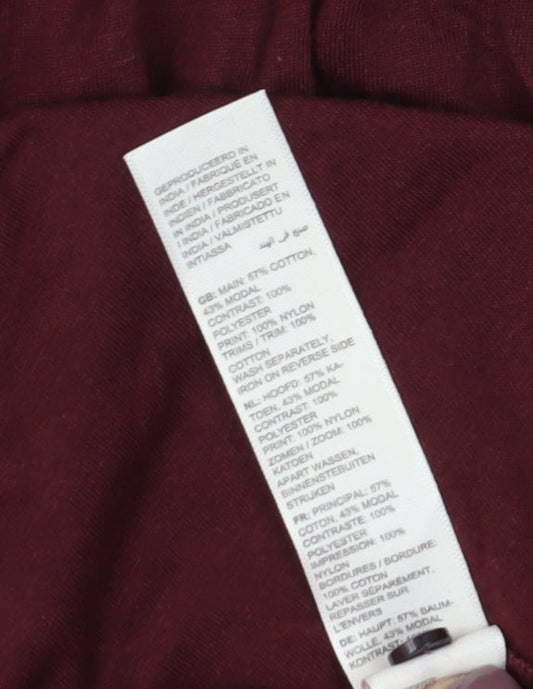 GEPRODUCEERD IN
INDIA / FABRIQUÉ EN
INDE / HERGESTELLT IN
INDIEN / FABBRICATO
IN INDIA / PRODUSERT
I INDIA / FABRICADO EN
INDIA / VALMISTETTU
INTIASSA صنع فى الهند
GB: MAIN: 57% COTTON,
43% MODAL
CONTRAST: 100%
POLYESTER
PRINT: 100% NYLON
TRIMS / TRIM: 100%
COTTON
WASH SEPARATELY,
IRON ON REVERSE SIDE
NL: HOOFD: 57% KA-
TOEN, 43% MODAL
CONTRAST: 100%
POLYESTER
PRINT: 100% NYLON
ZOMEN / ZOOM: 100%
KATOEN
APART WASSEN,
BINNENSTEBUITEN
STRIJKEN
FR: PRINCIPAL: 57%
COTON, 43% MODAL
CONTRASTE: 100%
POLYESTER
IMPRESSION: 100%
NYLON
BORDURES / BORDURE:
100% COTON
LAVER SÉPARÉMENT,
REPASSER SUR
L'ENVERS
DE: HAUPT: 57% BAUM-
WOLLE, 43% MODAL
KONTRAST: